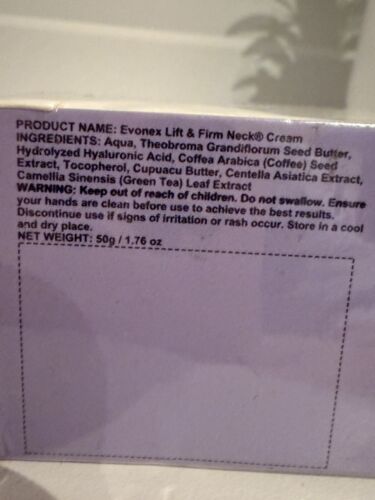 PRODUCT NAME: Evonex Lift & Firm Neck® Cream
INGREDIENTS: Aqua, Theobroma Grandiflorum Seed Butter,
Hydrolyzed Hyaluronic Acid, Coffea Arabica (Coffee) Seed
Extract, Tocopherol, Cupuacu Butter, Centella Asiatica Extract,
Camellia Sinensis (Green Tea) Leaf Extract
WARNING: Keep out of reach of children. Do not swallow. Ensure
your hands are clean before use to achieve the best results.
Discontinue use if signs of irritation or rash occur. Store in a cool
and dry place.
NET WEIGHT: 50g / 1.76 oz